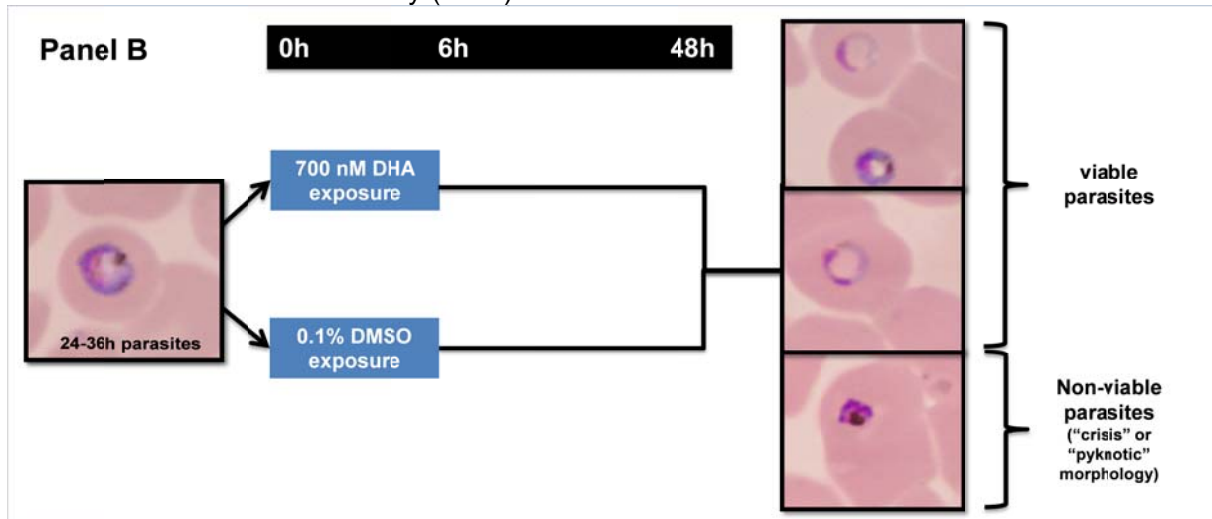 Panel B
0h 6h 48h
700 nM DHA
exposure
24-36h parasites
0.1% DMSO
exposure
viable
parasites
Non-viable
parasites
("crisis" or
"pyknotic"
morphology)